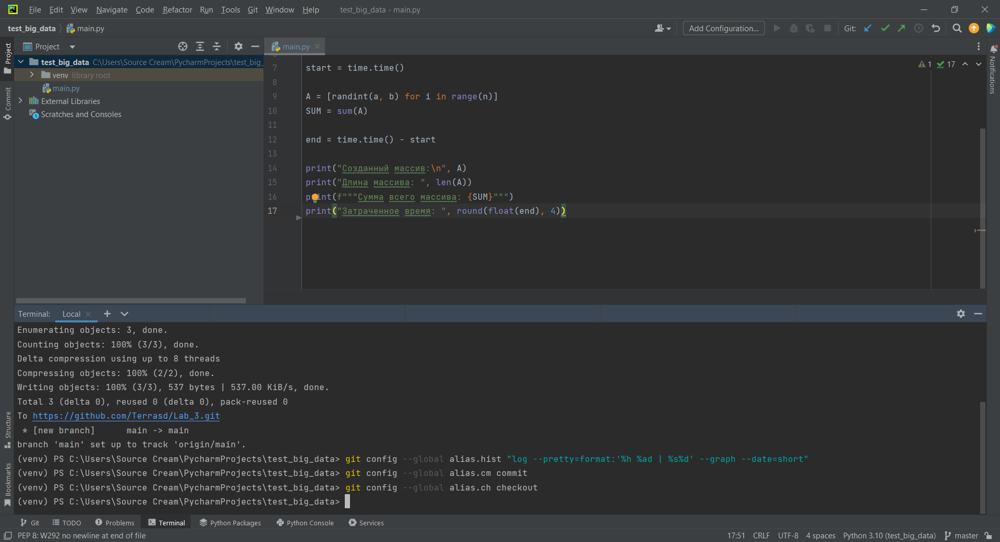 PC File Edit View Navigate Code Refactor Run Tools Git Window Help test_big_data - main.py
test_big_data main.py Add Configuration... Git:
Project
Project main.py
test_big_data C:\Users\Source Cream\PycharmProjects\test_big_
venv library root
main.py
External Libraries
Scratches and Consoles
Commit
7 start = time.time()
8
9 A = [randint(a, b) for i in range(n)]
10 SUM = sum(A)
11
12 end = time.time() - start
13
14 print("Созданный массив:\n", A)
15 print("Длина массива: ", len(A))
16 print(f"""Сумма всего массива: {SUM}""")
17 print("Затраченное время: ", round(float(end), 4))
1 17
Notifications
Terminal: Local
Enumerating objects: 3, done.
Counting objects: 100% (3/3), done.
Delta compression using up to 8 threads
Compressing objects: 100% (2/2), done.
Writing objects: 100% (3/3), 537 bytes | 537.00 KiB/s, done.
Total 3 (delta 0), reused 0 (delta 0), pack-reused 0
To https://github.com/Terrasd/Lab_3.git
* [new branch] main -> main
branch 'main' set up to track 'origin/main'.
(venv) PS C:\Users\Source Cream\PycharmProjects\test_big_data> git config --global alias.hist "log --pretty=format:'%h %ad | %s%d' --graph --date=short"
(venv) PS C:\Users\Source Cream\PycharmProjects\test_big_data> git config --global alias.cm commit
(venv) PS C:\Users\Source Cream\PycharmProjects\test_big_data> git config --global alias.ch checkout
(venv) PS C:\Users\Source Cream\PycharmProjects\test_big_data>
Structure
Bookmarks
Git TODO Problems Terminal Python Packages Python Console Services
PEP 8: W292 no newline at end of file 17:51 CRLF UTF-8 4 spaces Python 3.10 (test_big_data) master